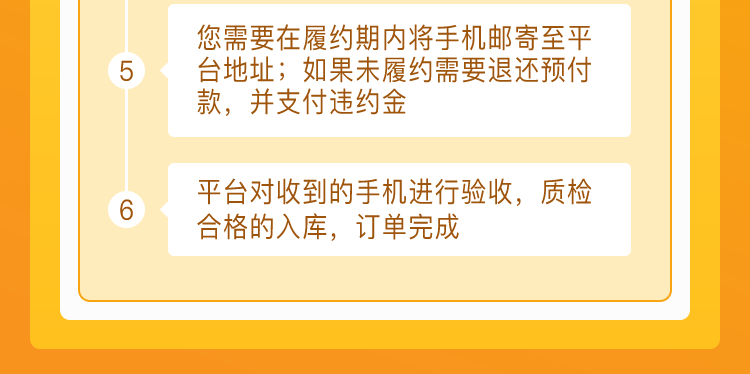 5
您需要在履约期内将手机邮寄至平
台地址；如果未履约需要退还预付
款，并支付违约金
6
平台对收到的手机进行验收，质检
合格的入库，订单完成